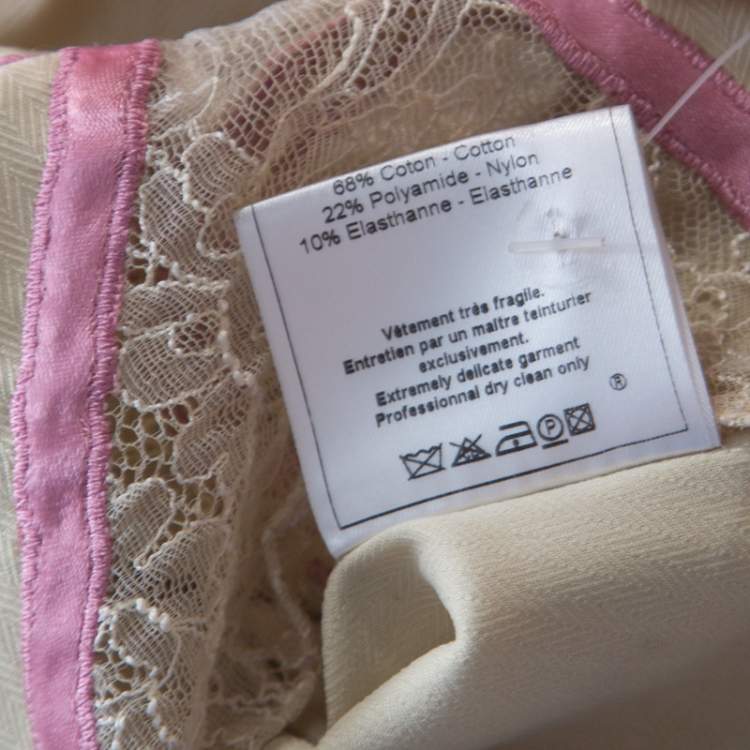 68% Coton - Cotton
22% Polyamide - Nylon
10% Elasthanne - Elasthanne
Vêtement très fragile.
Entretien par un maître teinturier
exclusivement.
Extremely delicate garment
Professionnal dry clean only
®
P